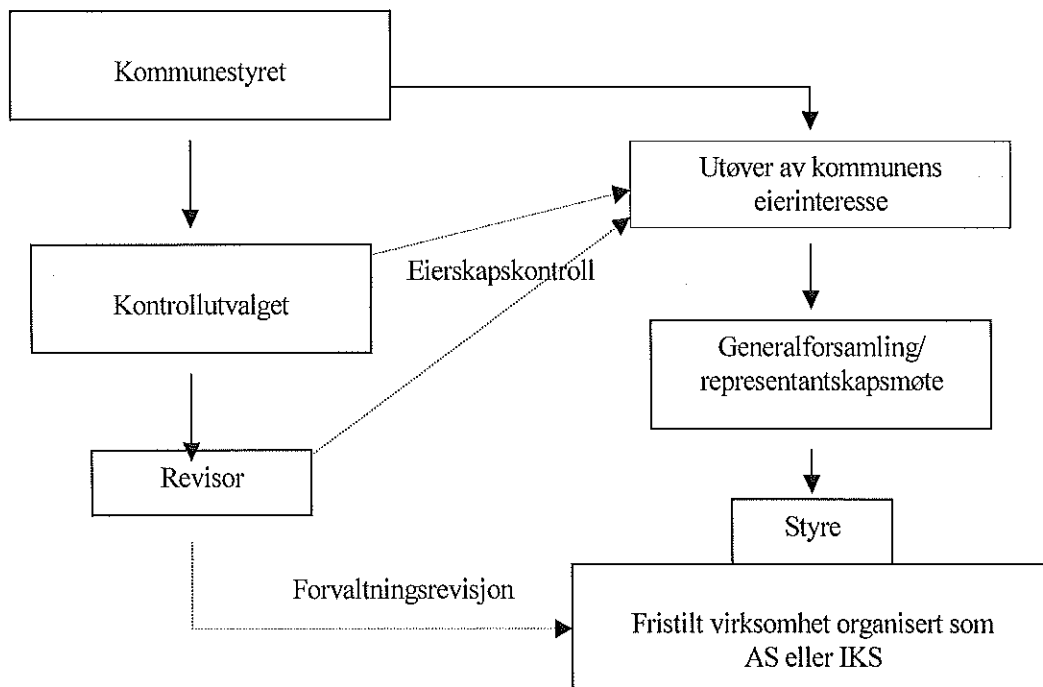 Kommunestyret
Utøver av kommunens
eierinteresse
Eierskapskontroll
Kontrollutvalget
Generalforsamling/
representantskapsmøte
Revisor
Styre
Forvaltningsrevisjon
Fristilt virksomhet organisert som
AS eller IKS